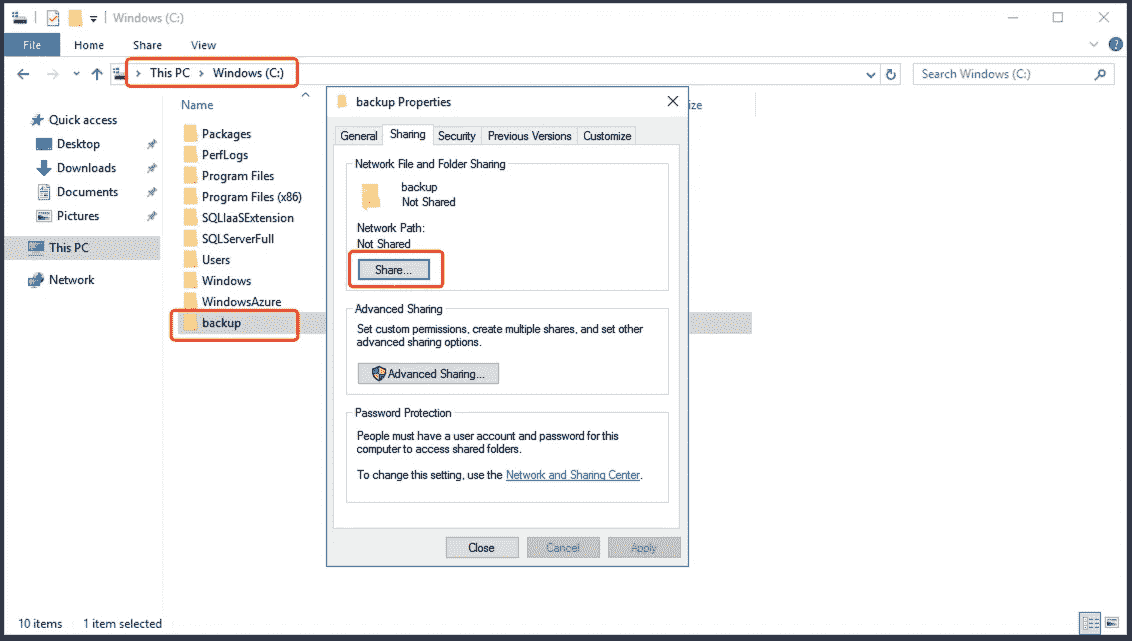 Windows (C:)
File Home Share View
This PC > Windows (C:)
Search Windows (C:)
Name
Quick access
Desktop
Downloads
Documents
Pictures
This PC
Network
Packages
PerfLogs
Program Files
Program Files (x86)
SQLIaaSExtension
SQLServerFull
Users
Windows
WindowsAzure
backup
backup Properties
General Sharing Security Previous Versions Customize
Network File and Folder Sharing
backup
Not Shared
Network Path:
Not Shared
Share...
Advanced Sharing
Set custom permissions, create multiple shares, and set other
advanced sharing options.
Advanced Sharing...
Password Protection
People must have a user account and password for this
computer to access shared folders.
To change this setting, use the Network and Sharing Center.
Close Cancel Apply
10 items 1 item selected